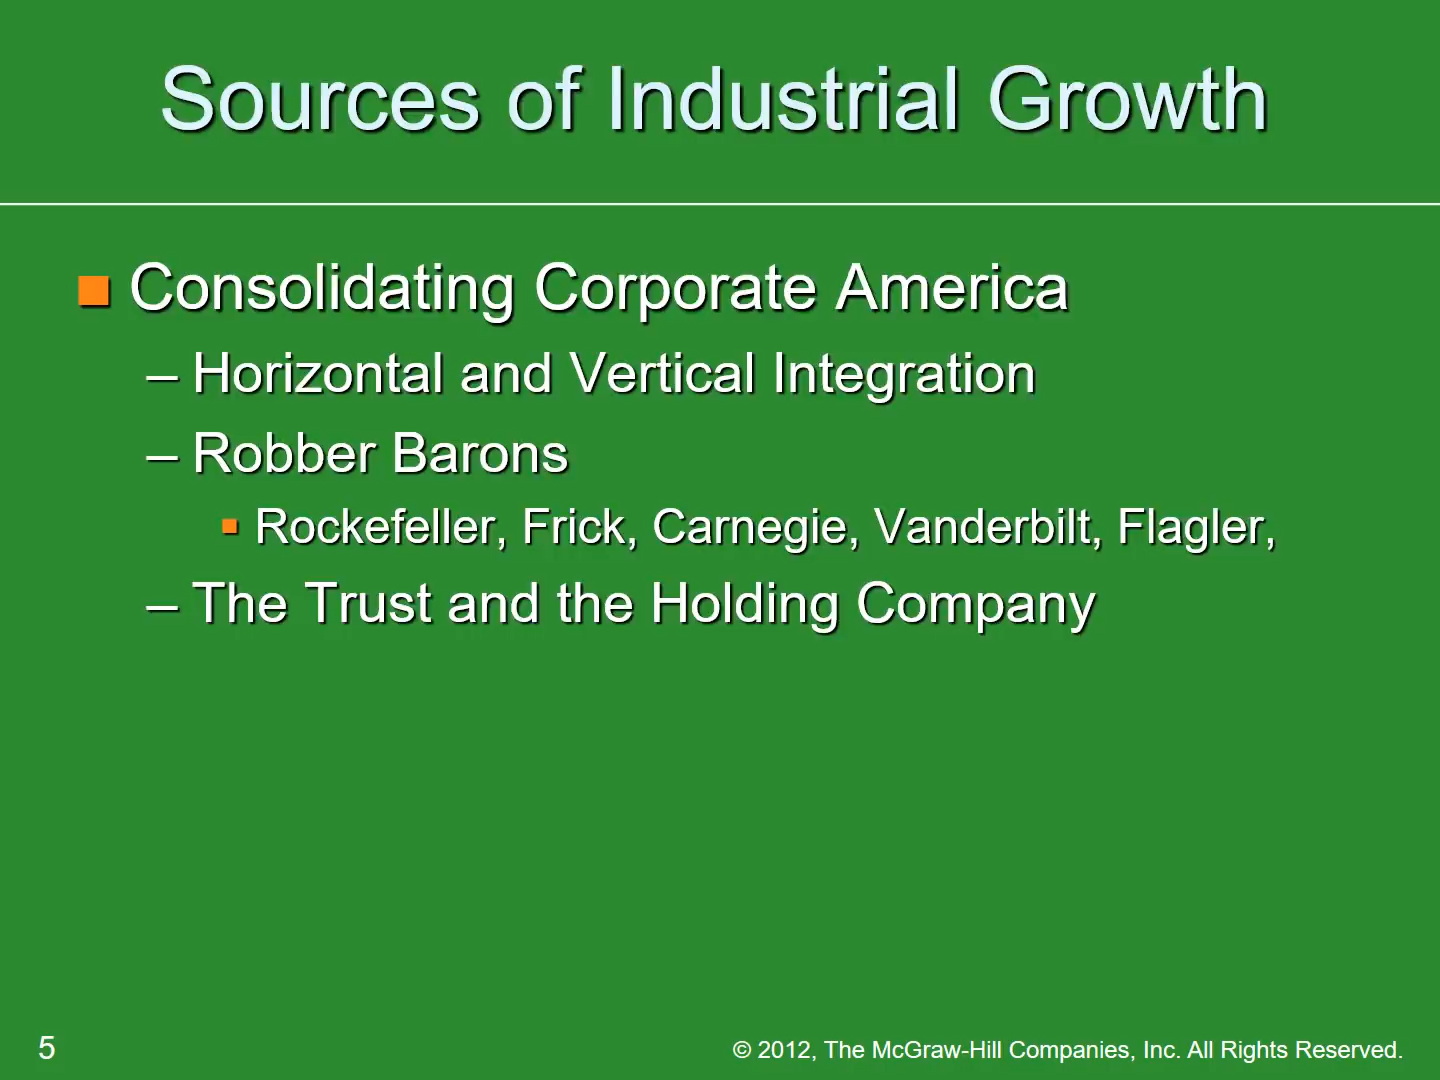 Sources of Industrial Growth
■ Consolidating Corporate America
– Horizontal and Vertical Integration
– Robber Barons
▪ Rockefeller, Frick, Carnegie, Vanderbilt, Flagler,
– The Trust and the Holding Company
5
© 2012, The McGraw-Hill Companies, Inc. All Rights Reserved.